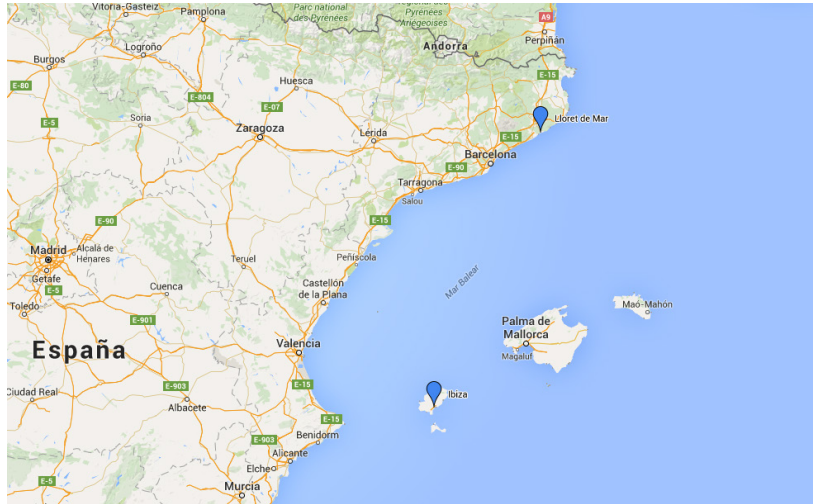 Vitoria-Gasteiz
Pamplona
Parc national
des Pyrénées
Pyrénées
Ariégeoises
A9
Perpiñán
Logroño
Andorra
Burgos
E-15
Huesca
E-80
E-804
E-07
Lloret de Mar
Soria
E-5
Zaragoza
Lérida
E-15
Barcelona
E-90
Tarragona
Salou
E-90
E-15
Madrid
Alcalá de
Henares
Teruel
Peñíscola
Getafe
E-5
Cuenca
Castellón
de la Plana
Mar Balear
Toledo
Maó-Mahón
E-901
Palma de
Mallorca
España
Valencia
Magaluf
E-903
E-15
Ciudad Real
Ibiza
Albacete
E-15
Benidorm
E-903
Alicante
Elche
E-5
Murcia